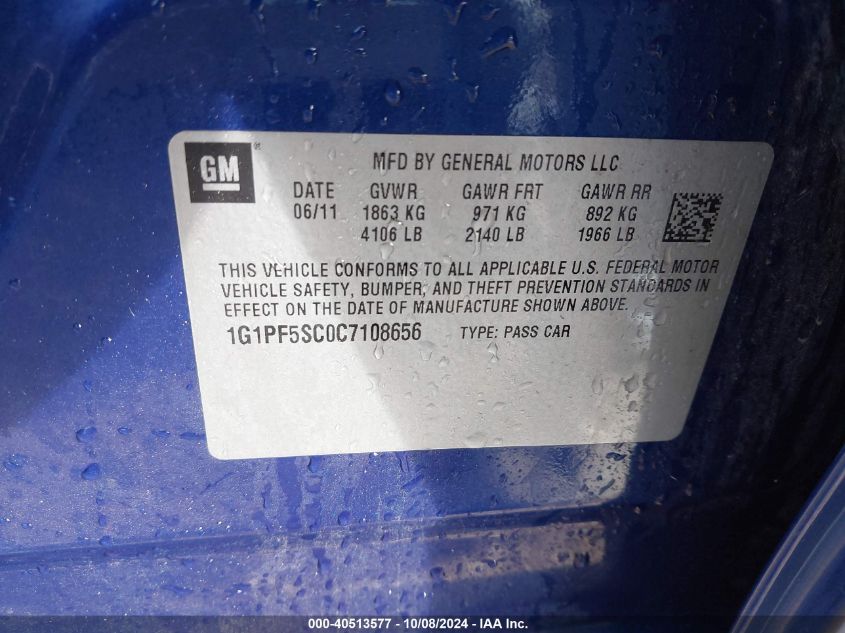 GM ®
MFD BY GENERAL MOTORS LLC
DATE GVWR GAWR FRT GAWR RR
06/11 1863 KG 971 KG 892 KG
4106 LB 2140 LB 1966 LB
THIS VEHICLE CONFORMS TO ALL APPLICABLE U.S. FEDERAL MOTOR
VEHICLE SAFETY, BUMPER, AND THEFT PREVENTION STANDARDS IN
EFFECT ON THE DATE OF MANUFACTURE SHOWN ABOVE.
1G1PF5SC0C7108656 TYPE: PASS CAR
000-40513577 - 10/08/2024 - IAA Inc.